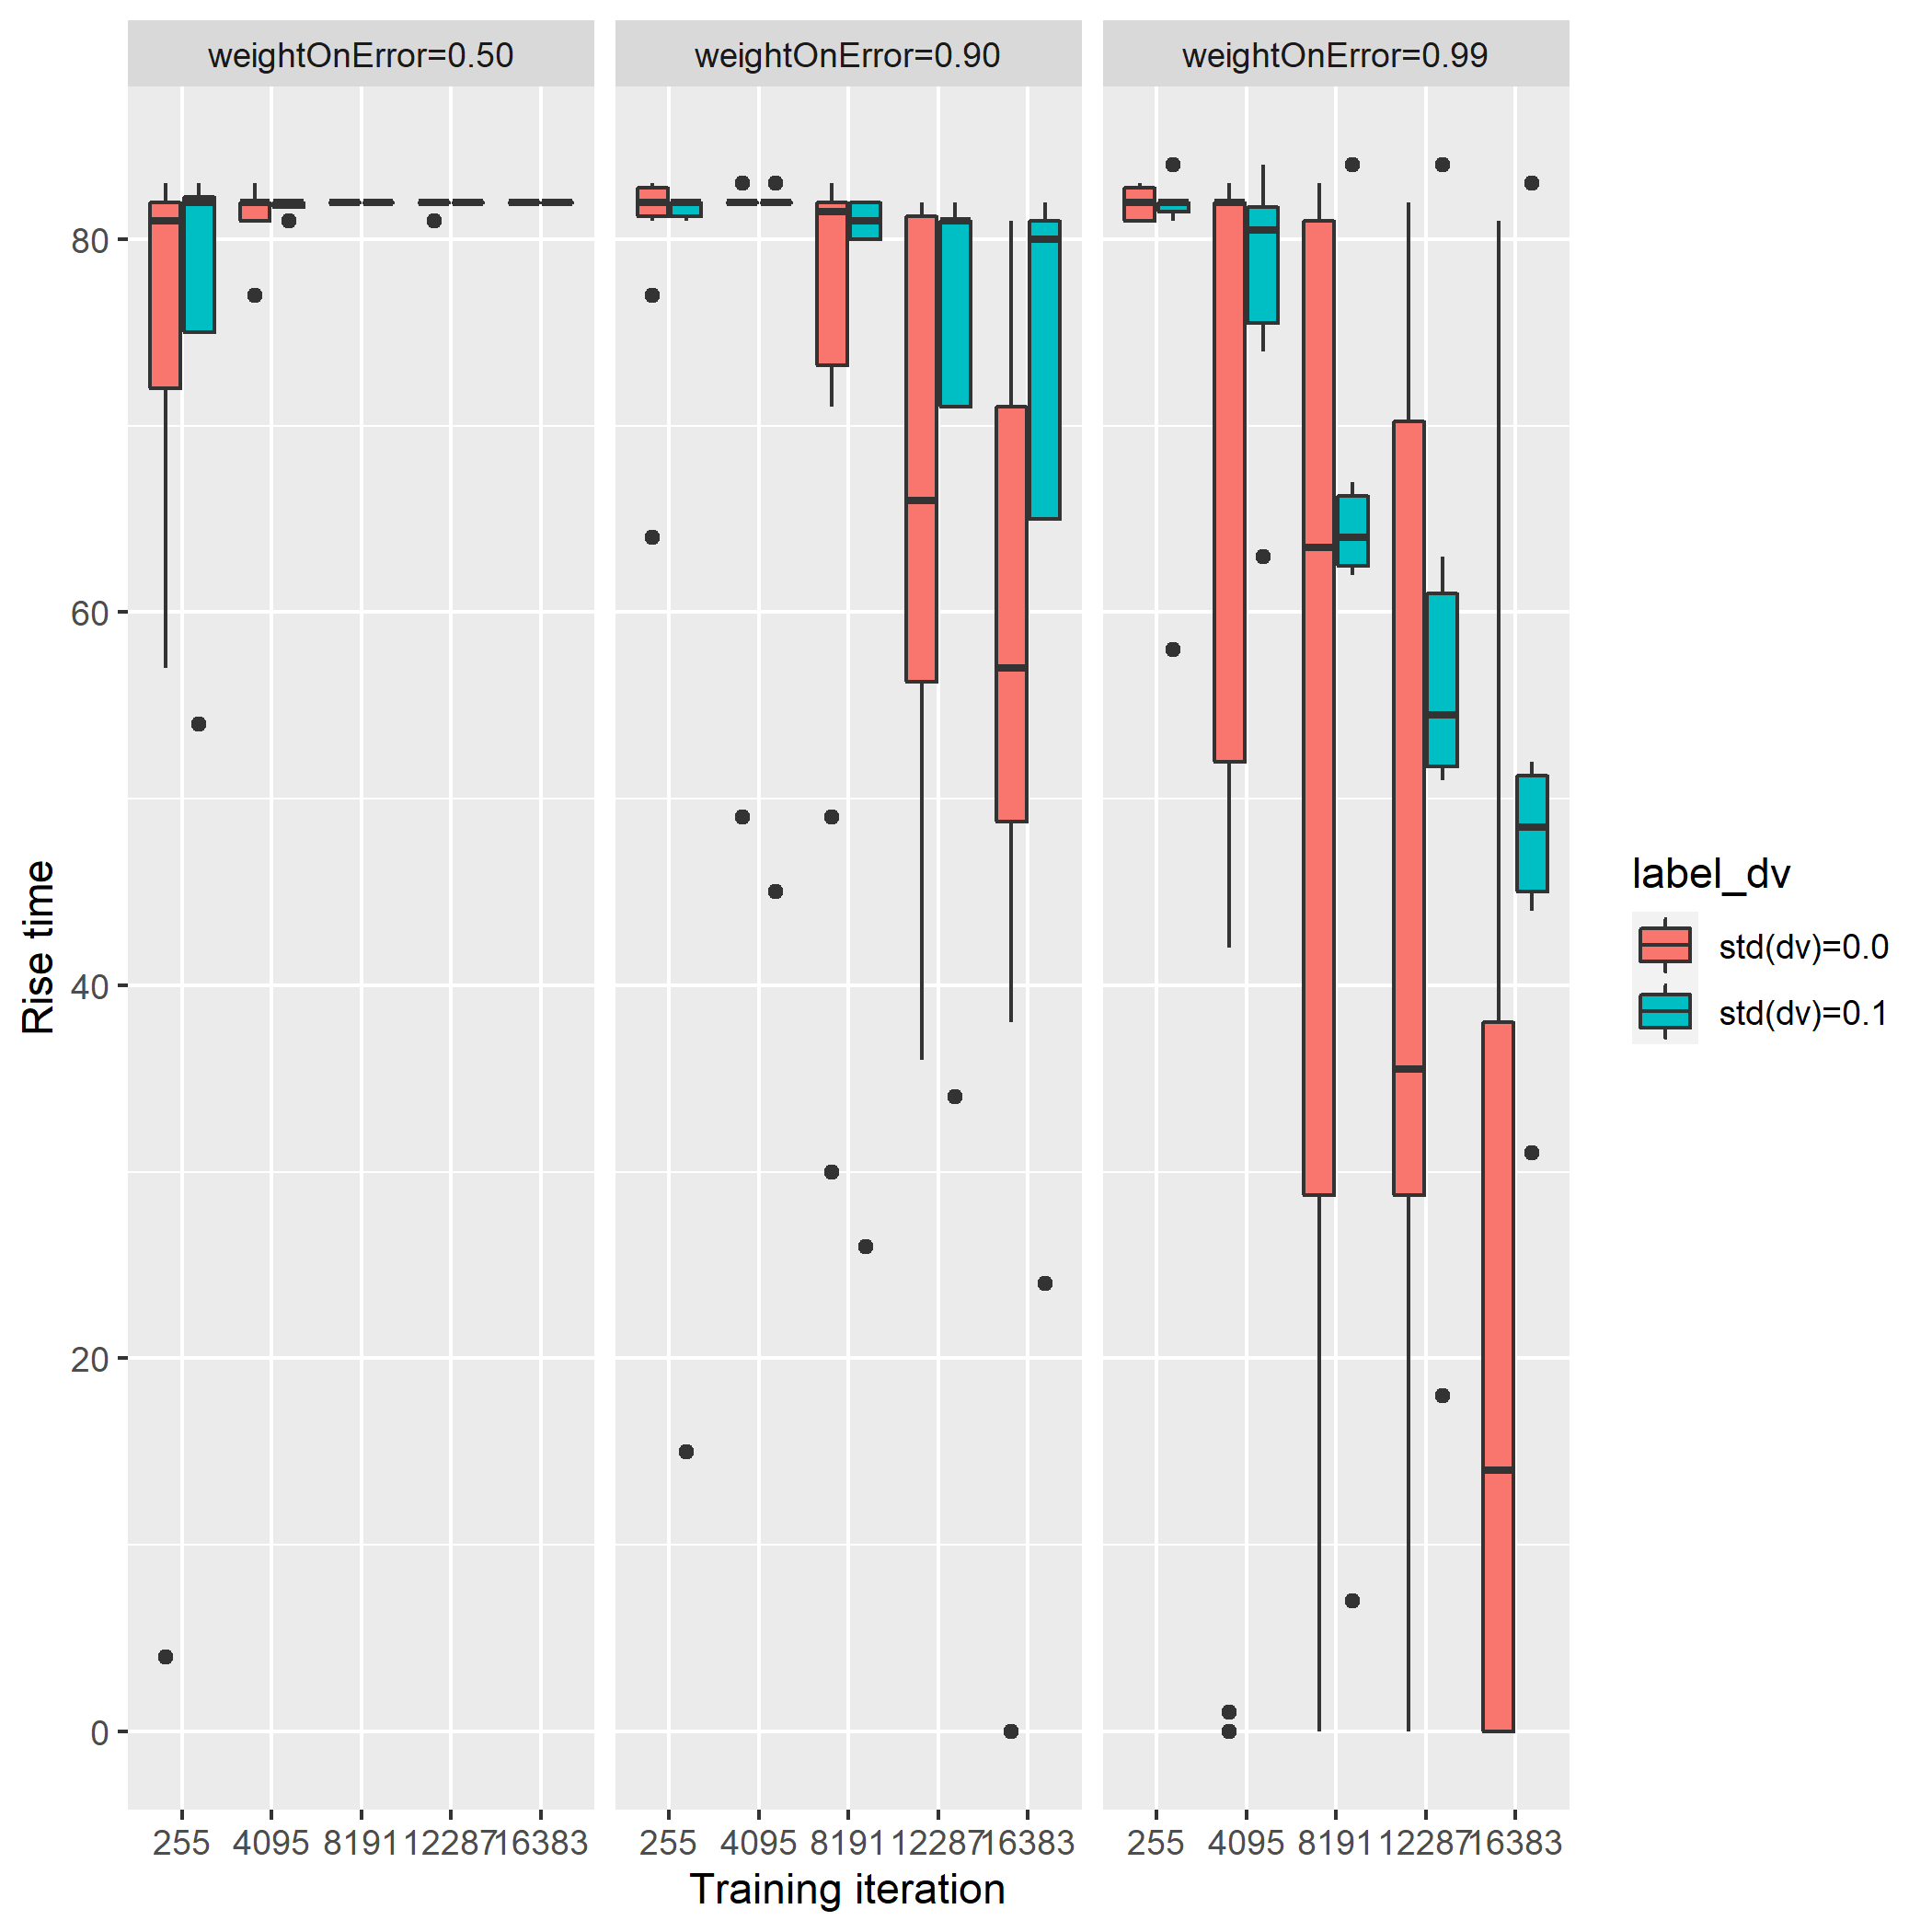 weightOnError=0.50 weightOnError=0.90 weightOnError=0.99
80
60
40
20
0
Rise time
255 4095 8191 12287 16383 255 4095 8191 12287 16383 255 4095 8191 12287 16383
Training iteration
label_dv
std(dv)=0.0
std(dv)=0.1